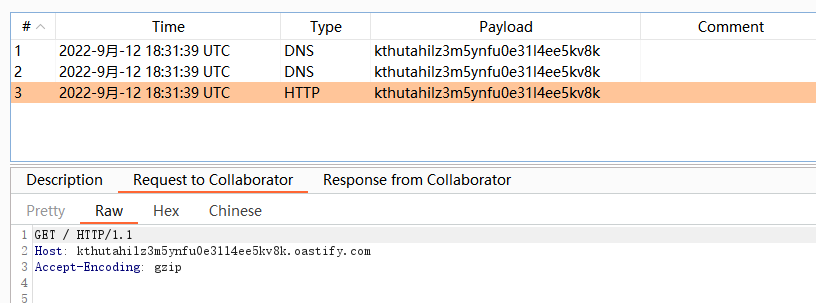 # Time Type Payload Comment
1 2022-9月-12 18:31:39 UTC DNS kthutahilz3m5ynfu0e31l4ee5kv8k
2 2022-9月-12 18:31:39 UTC DNS kthutahilz3m5ynfu0e31l4ee5kv8k
3 2022-9月-12 18:31:39 UTC HTTP kthutahilz3m5ynfu0e31l4ee5kv8k
Description Request to Collaborator Response from Collaborator
Pretty Raw Hex Chinese
1 GET / HTTP/1.1
2 Host: kthutahilz3m5ynfu0e31l4ee5kv8k.oastify.com
3 Accept-Encoding: gzip
4
5